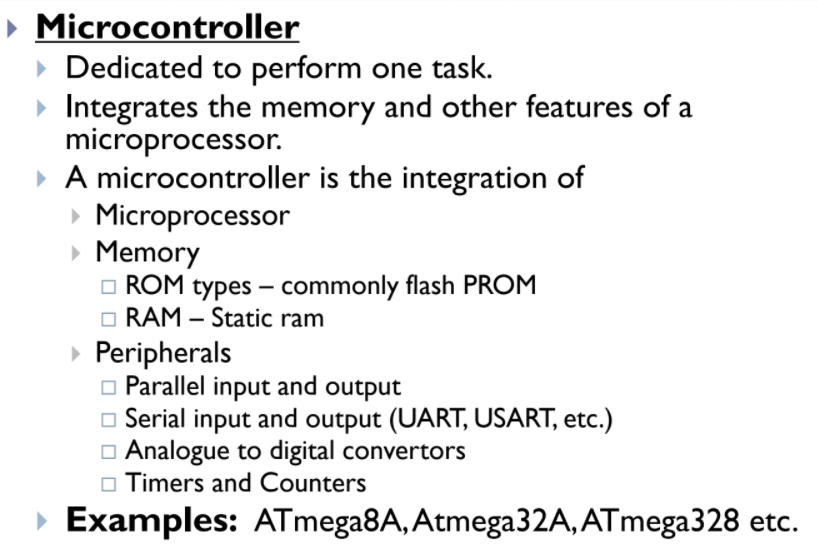 Microcontroller
Dedicated to perform one task.
Integrates the memory and other features of a
microprocessor.
A microcontroller is the integration of
Microprocessor
Memory
ROM types – commonly flash PROM
RAM – Static ram
Peripherals
Parallel input and output
Serial input and output (UART, USART, etc.)
Analogue to digital convertors
Timers and Counters
Examples: ATmega8A, Atmega32A, ATmega328 etc.